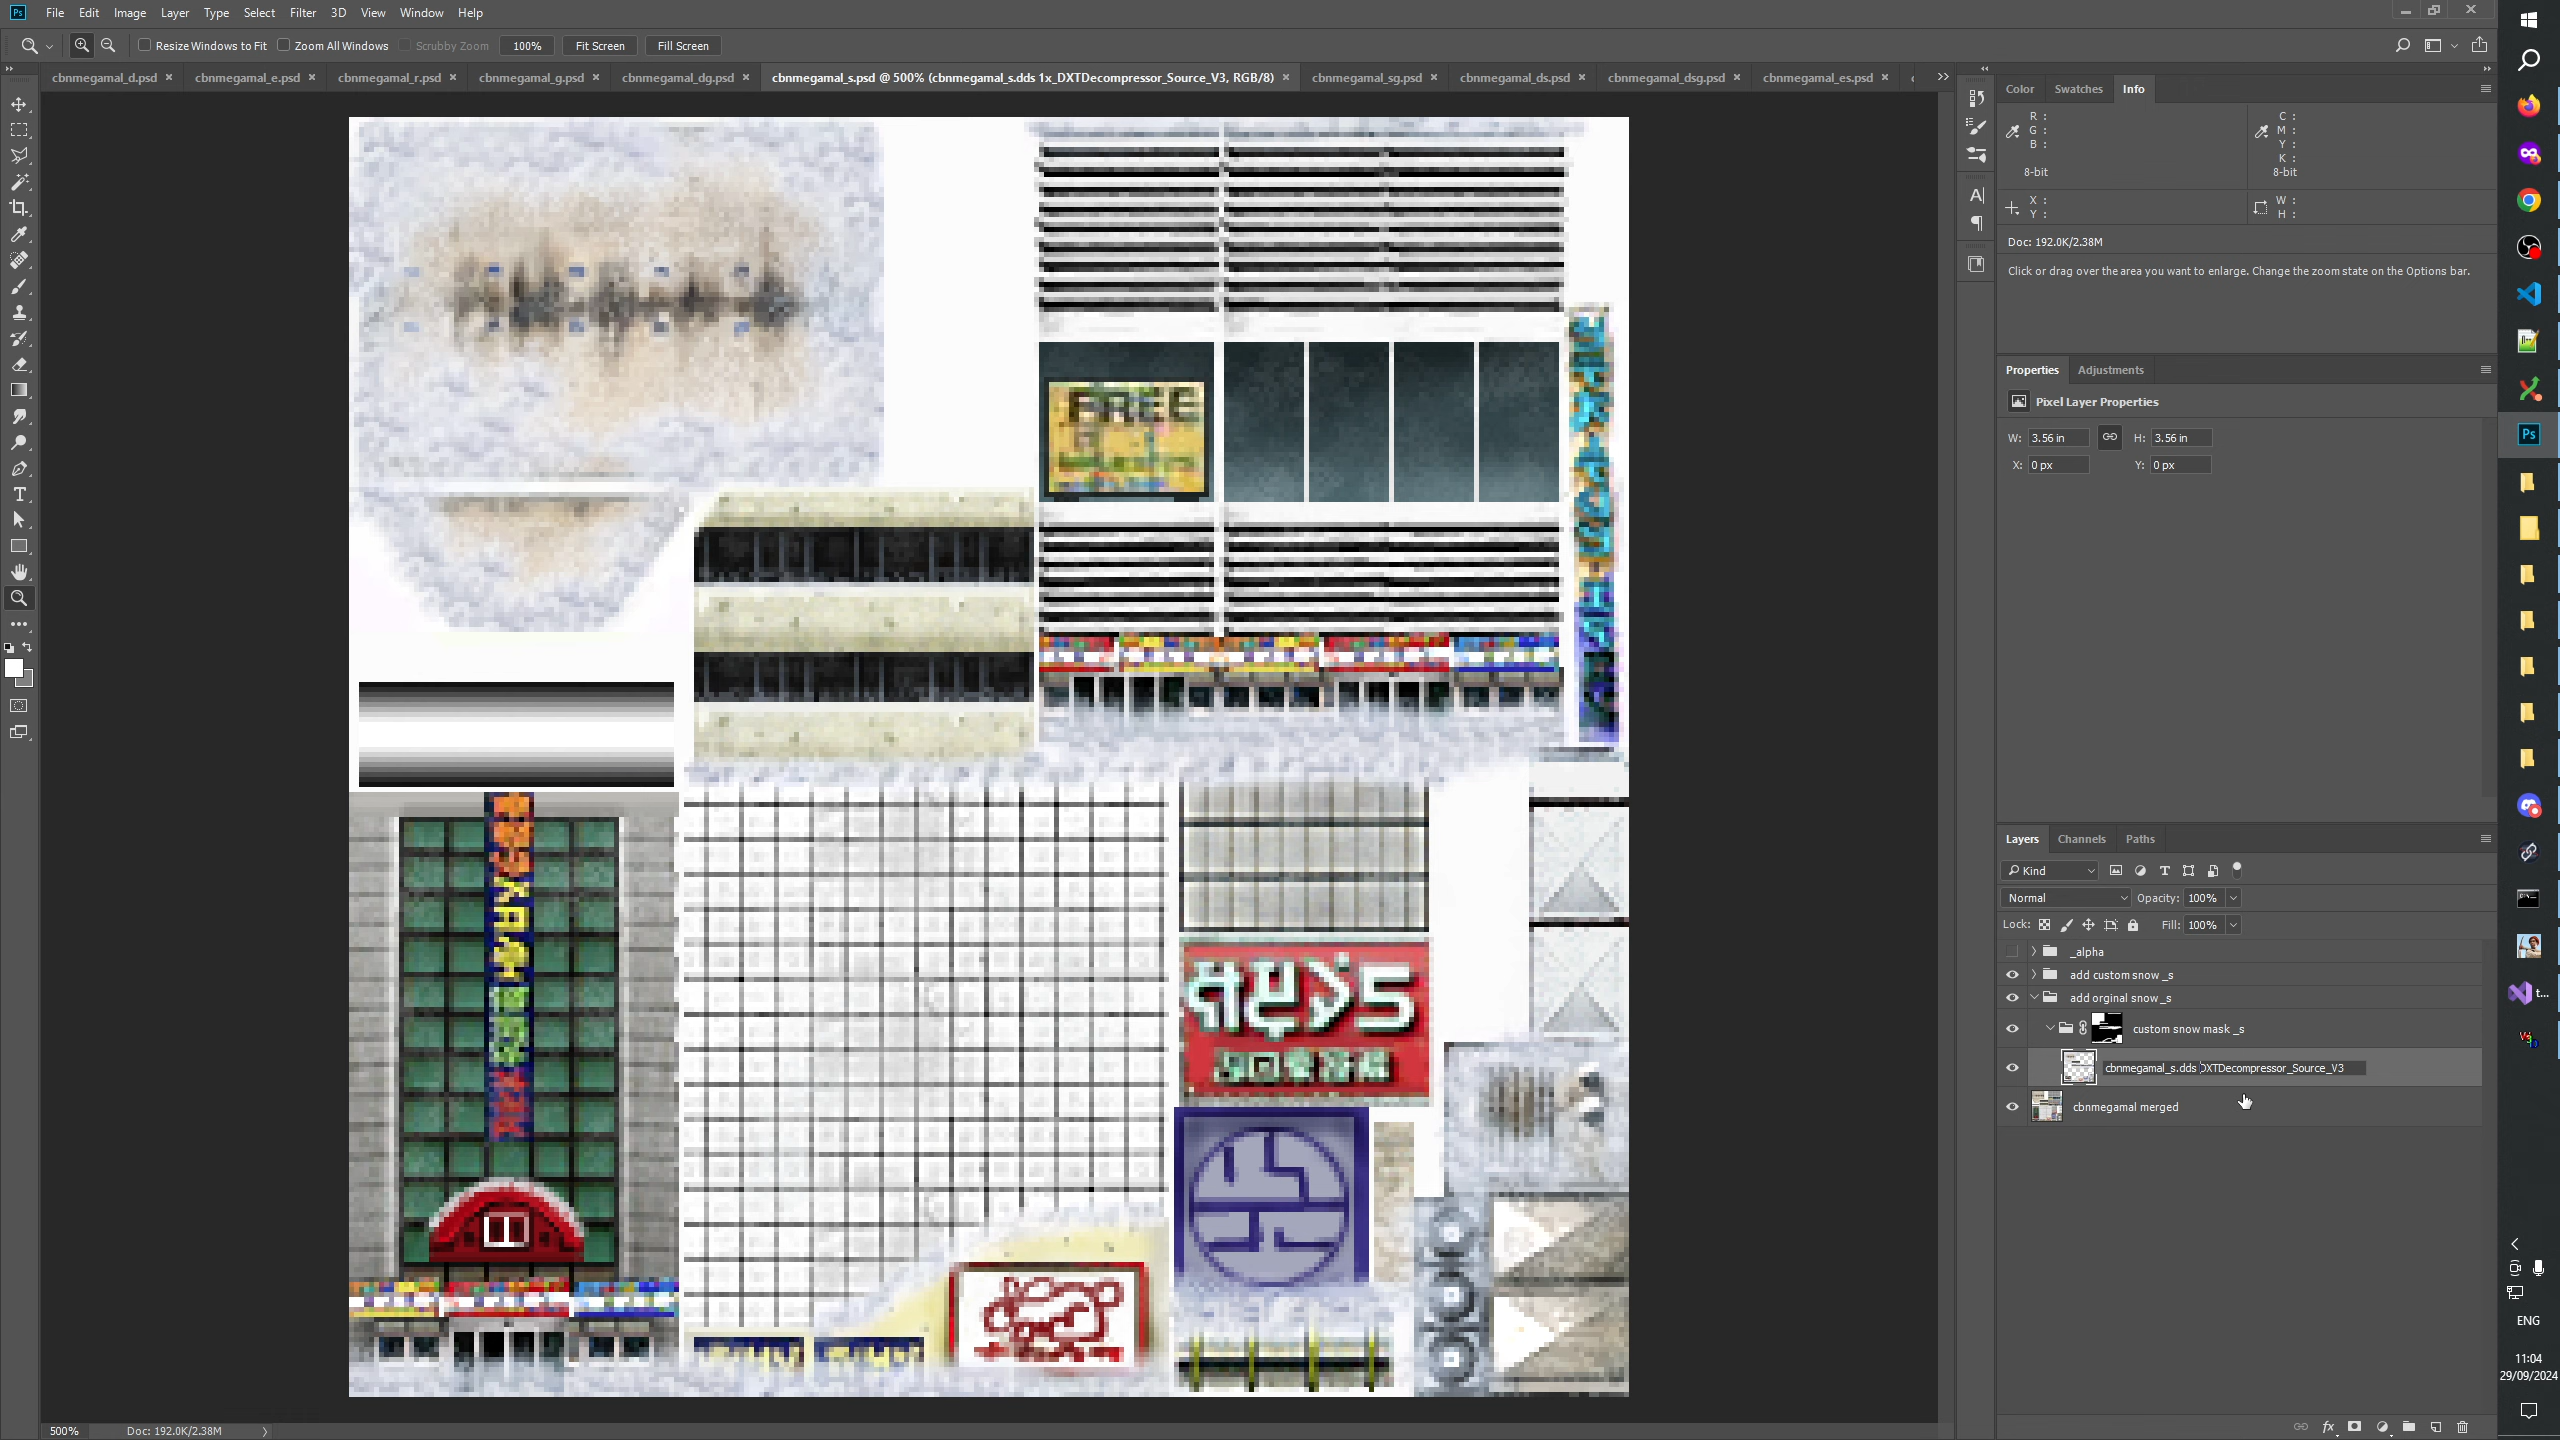 File Edit Image Layer Type Select Filter 3D View Window Help
Resize Windows to Fit Zoom All Windows Scrubby Zoom 100% Fit Screen Fill Screen
cbnmegamal_d.psd cbnmegamal_e.psd cbnmegamal_r.psd cbnmegamal_g.psd cbnmegamal_dg.psd cbnmegamal_s.psd @ 500% (cbnmegamal_s.dds 1x_DXTDecompressor_Source_V3, RGB/8) cbnmegamal_sg.psd cbnmegamal_ds.psd cbnmegamal_dsg.psd cbnmegamal_es.psd
Color Swatches Info
R :
G :
B :
8-bit
C :
M :
Y :
K :
8-bit
X :
Y :
W :
H :
Doc: 192.0K/2.38M
Click or drag over the area you want to enlarge. Change the zoom state on the Options bar.
Properties Adjustments
Pixel Layer Properties
W: 3.56 in H: 3.56 in
X: 0 px Y: 0 px
FREE
Layers Channels Paths
Kind
Normal Opacity: 100%
Lock: Fill: 100%
_alpha
add custom snow _s
add orginal snow _s
custom snow mask _s
cbnmegamal_s.dds DXTDecompressor_Source_V3
cbnmegamal merged
t...
ENG
11:04
29/09/2024
500% Doc: 192.0K/2.38M